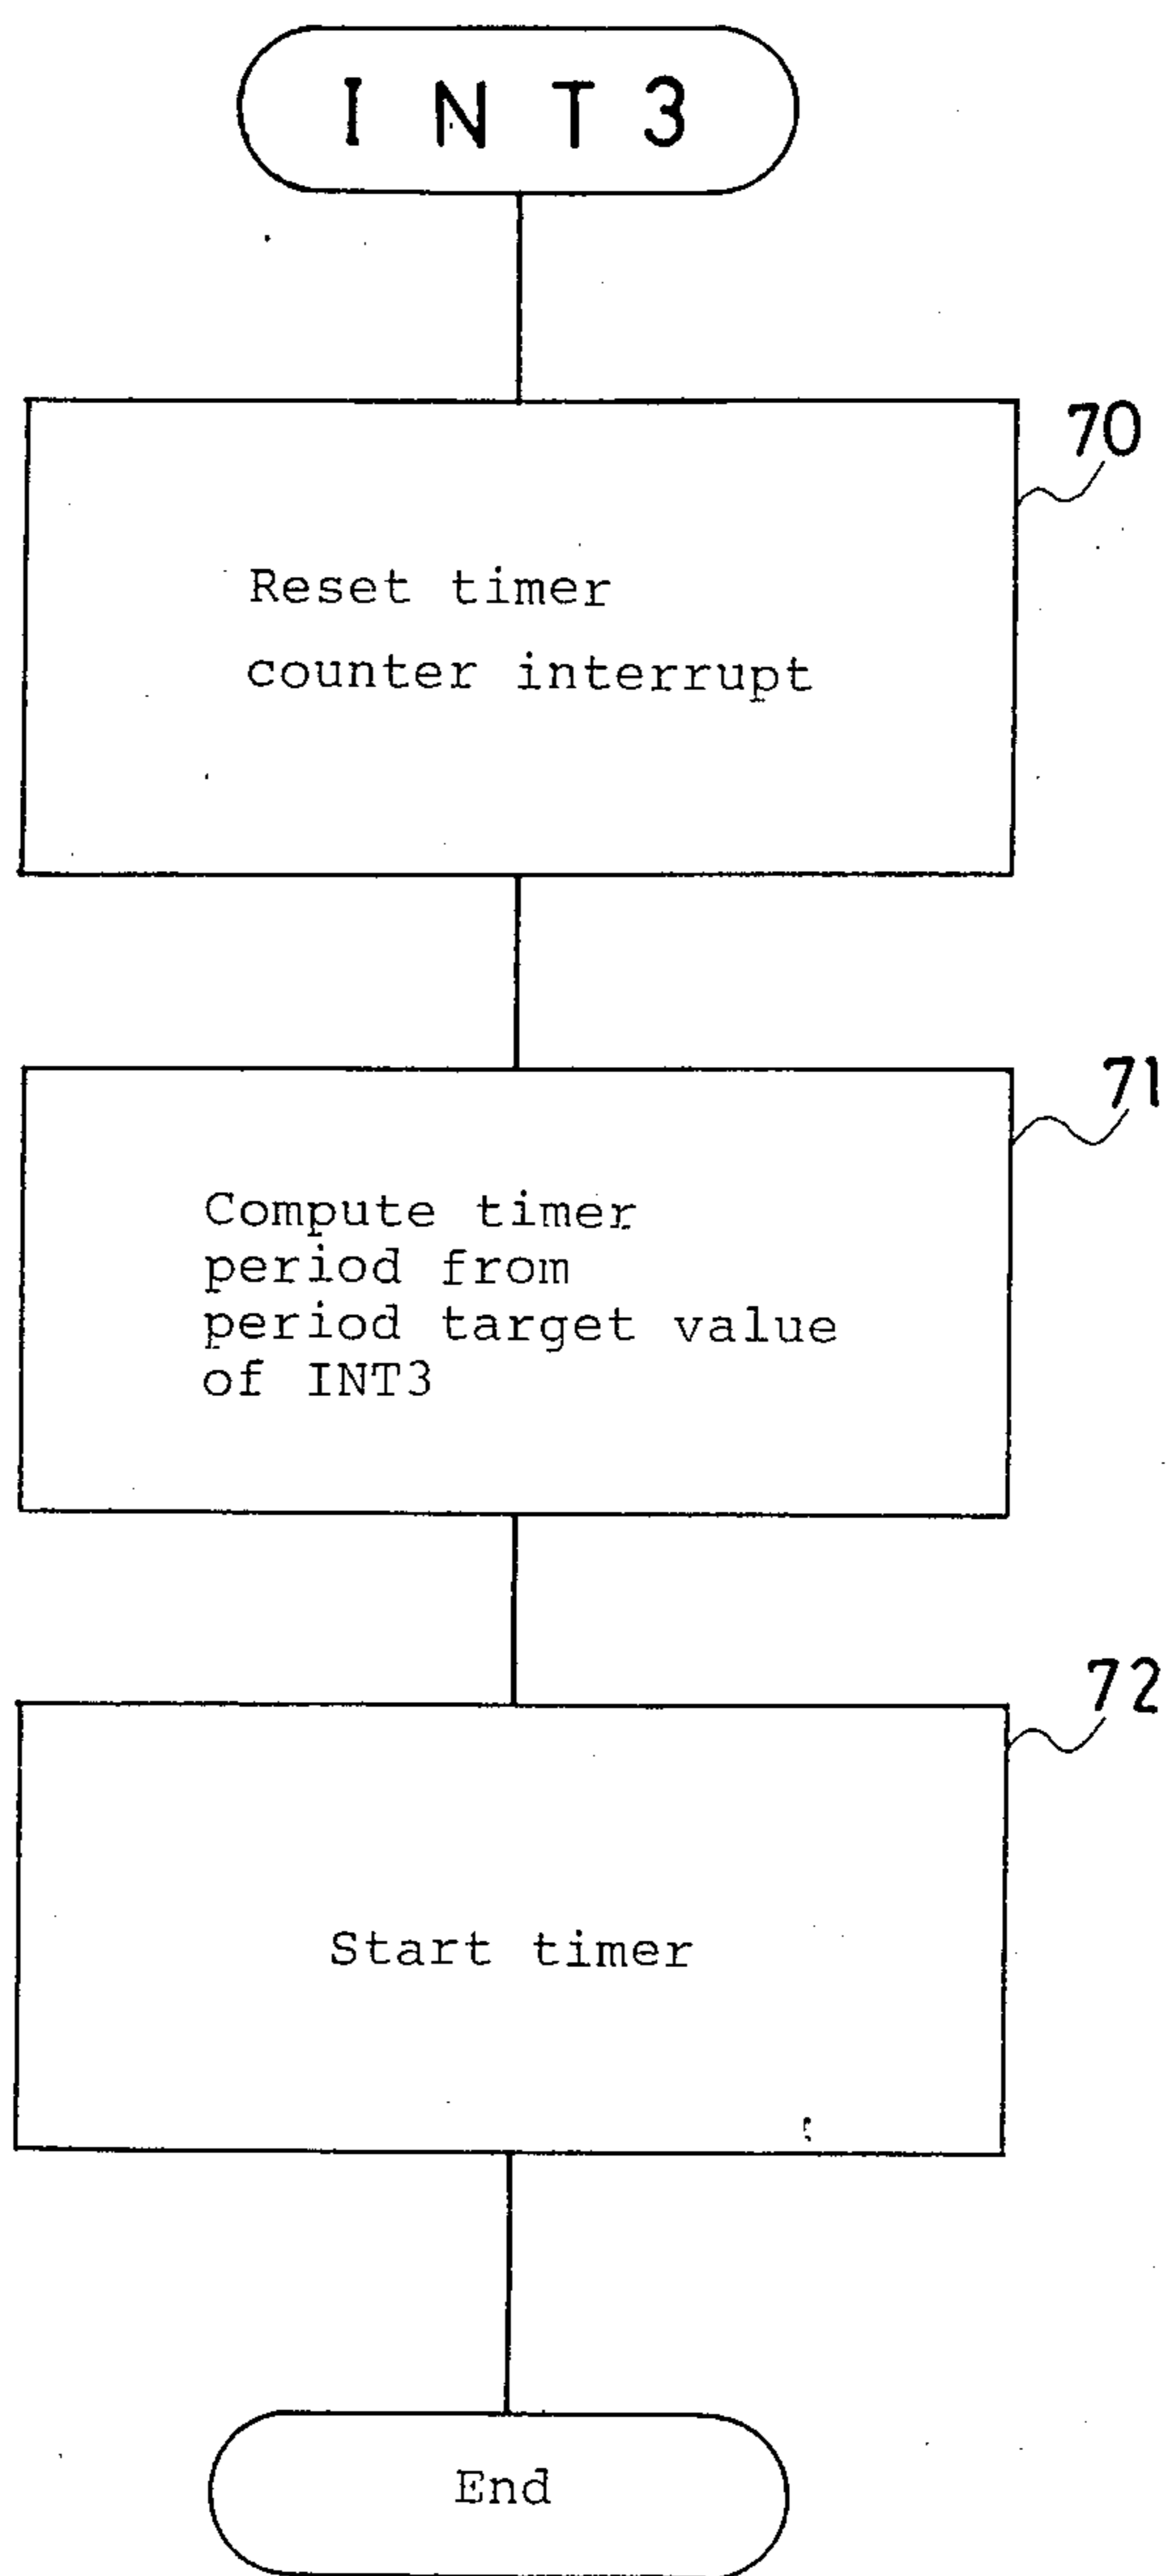 INT3
70
Reset timer
counter interrupt
71
Compute timer
period from
period target value
of INT3
72
Start timer
End